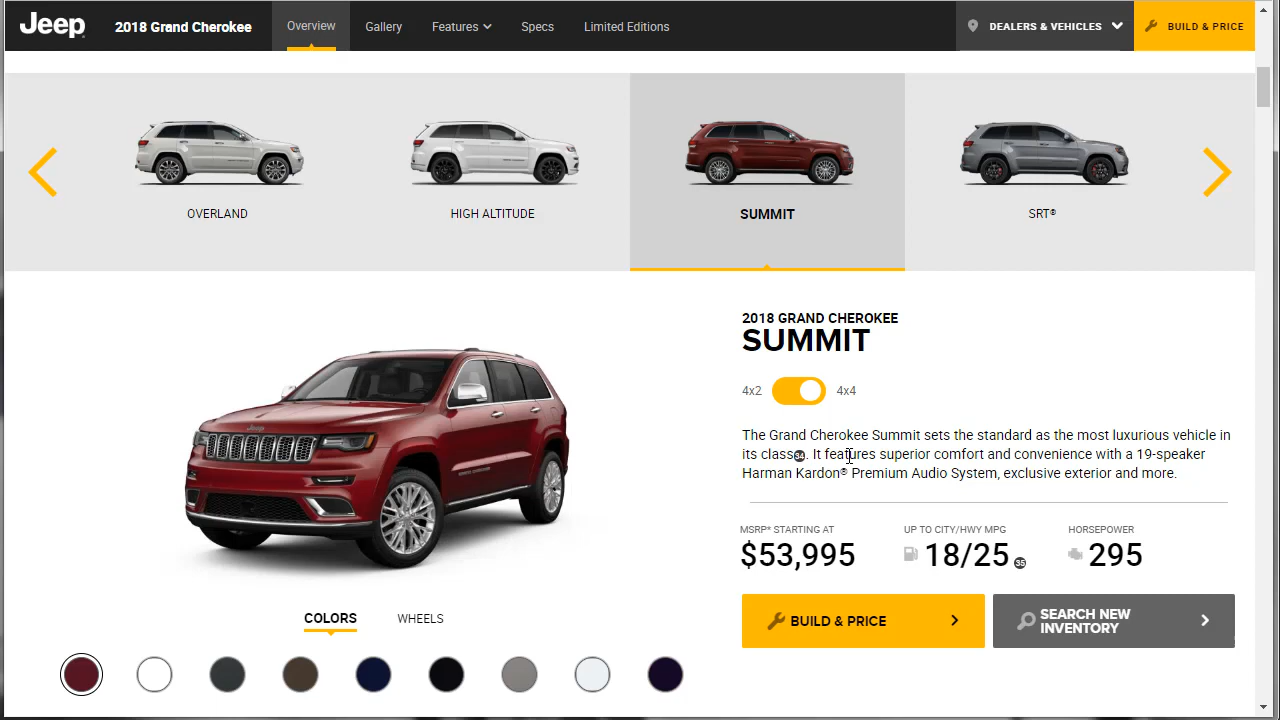 Jeep
2018 Grand Cherokee
Overview
Gallery
Features
Specs
Limited Editions
DEALERS & VEHICLES
BUILD & PRICE
OVERLAND
HIGH ALTITUDE
SUMMIT
SRT®
2018 GRAND CHEROKEE
SUMMIT
4x2
4x4
The Grand Cherokee Summit sets the standard as the most luxurious vehicle in
its class34. It features superior comfort and convenience with a 19-speaker
Harman Kardon® Premium Audio System, exclusive exterior and more.
MSRP* STARTING AT
UP TO CITY/HWY MPG
HORSEPOWER
$53,995
18/25 35
295
COLORS
WHEELS
BUILD & PRICE
SEARCH NEW
INVENTORY